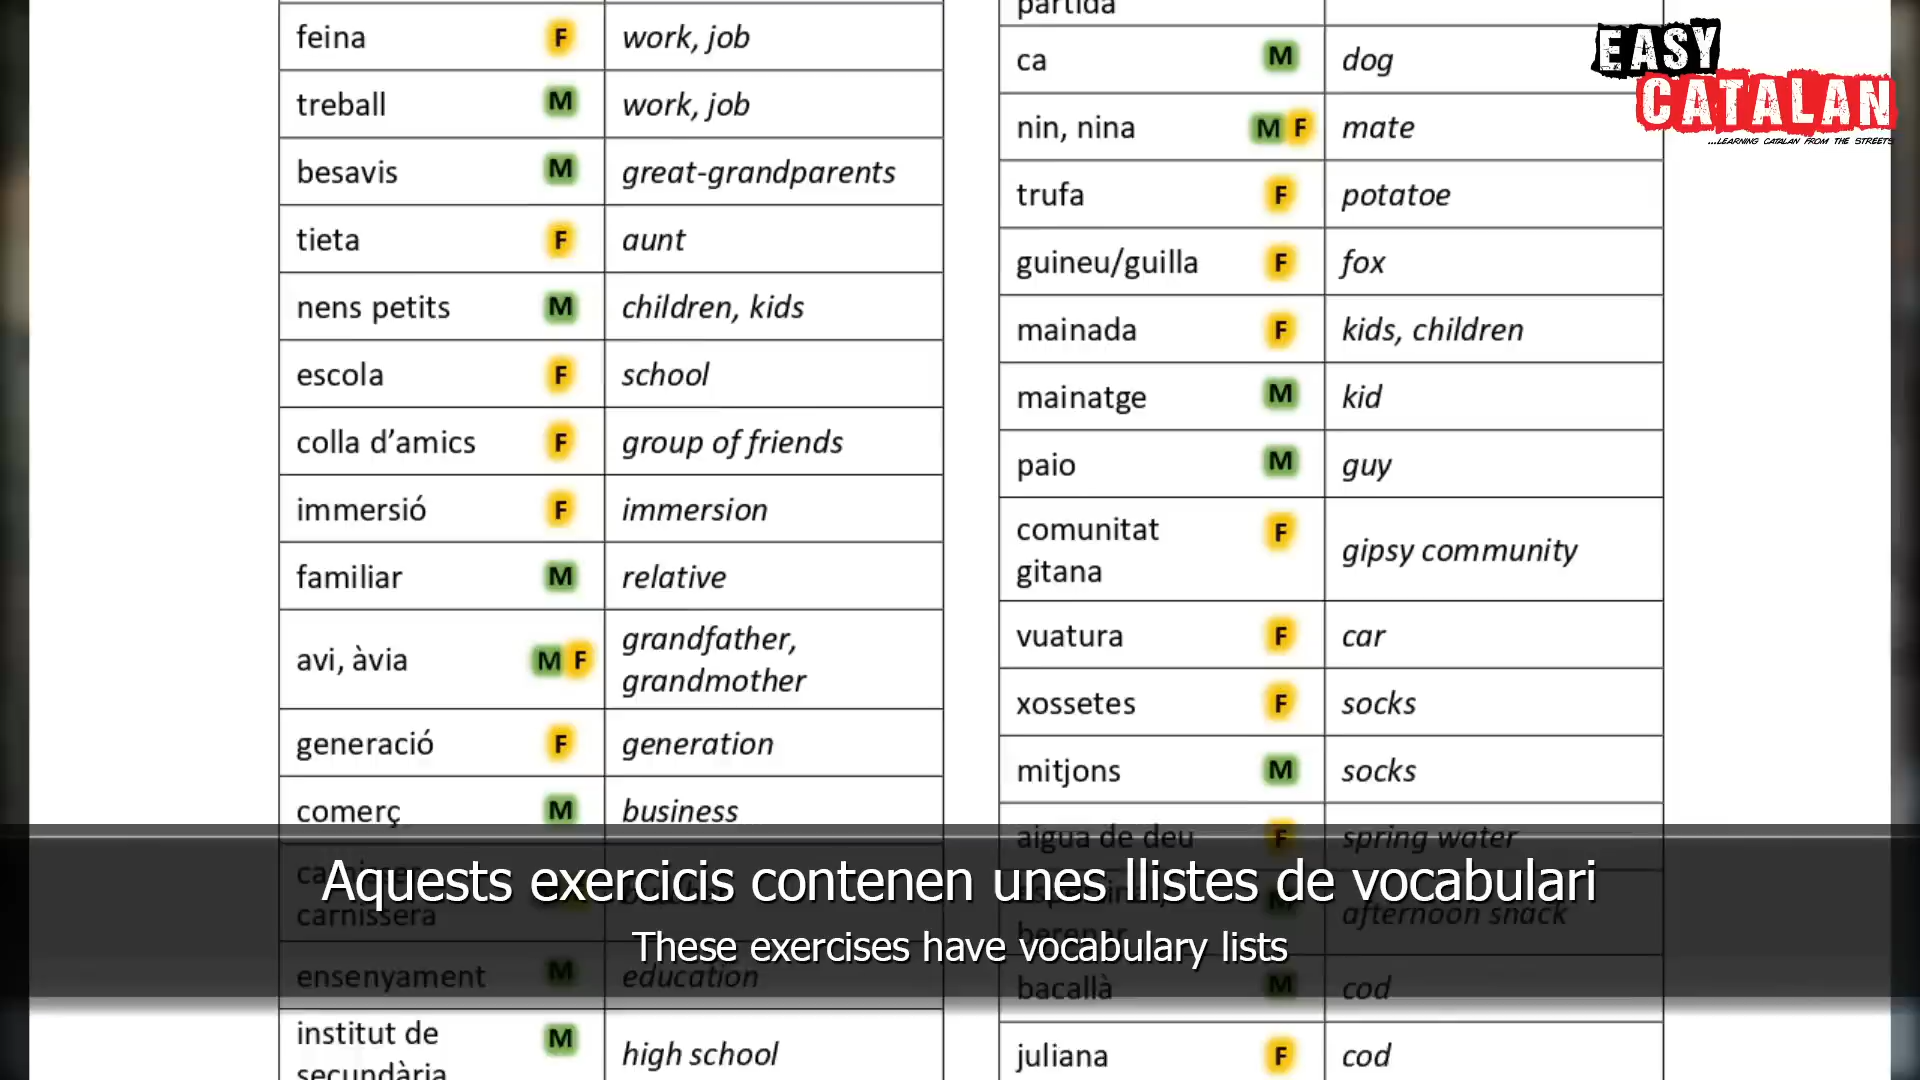 feina F work, job
treball M work, job
besavis M great-grandparents
tieta F aunt
nens petits M children, kids
escola F school
colla d’amics F group of friends
immersió F immersion
familiar M relative
avi, àvia M F grandfather,
grandmother
generació F generation
comerç M business
carnissera
ensenyament M education
institut de
secundària M high school
partida
ca M dog
nin, nina M F mate
trufa F potatoe
guineu/guilla F fox
mainada F kids, children
mainatge M kid
paio M guy
comunitat
gitana F gipsy community
vuatura F car
xossetes F socks
mitjons M socks
aigua de deu F spring water
berenar M afternoon snack
bacallà M cod
juliana F cod
EASY
CATALAN
...LEARNING CATALAN FROM THE STREETS
Aquests exercicis contenen unes llistes de vocabulari
These exercises have vocabulary lists